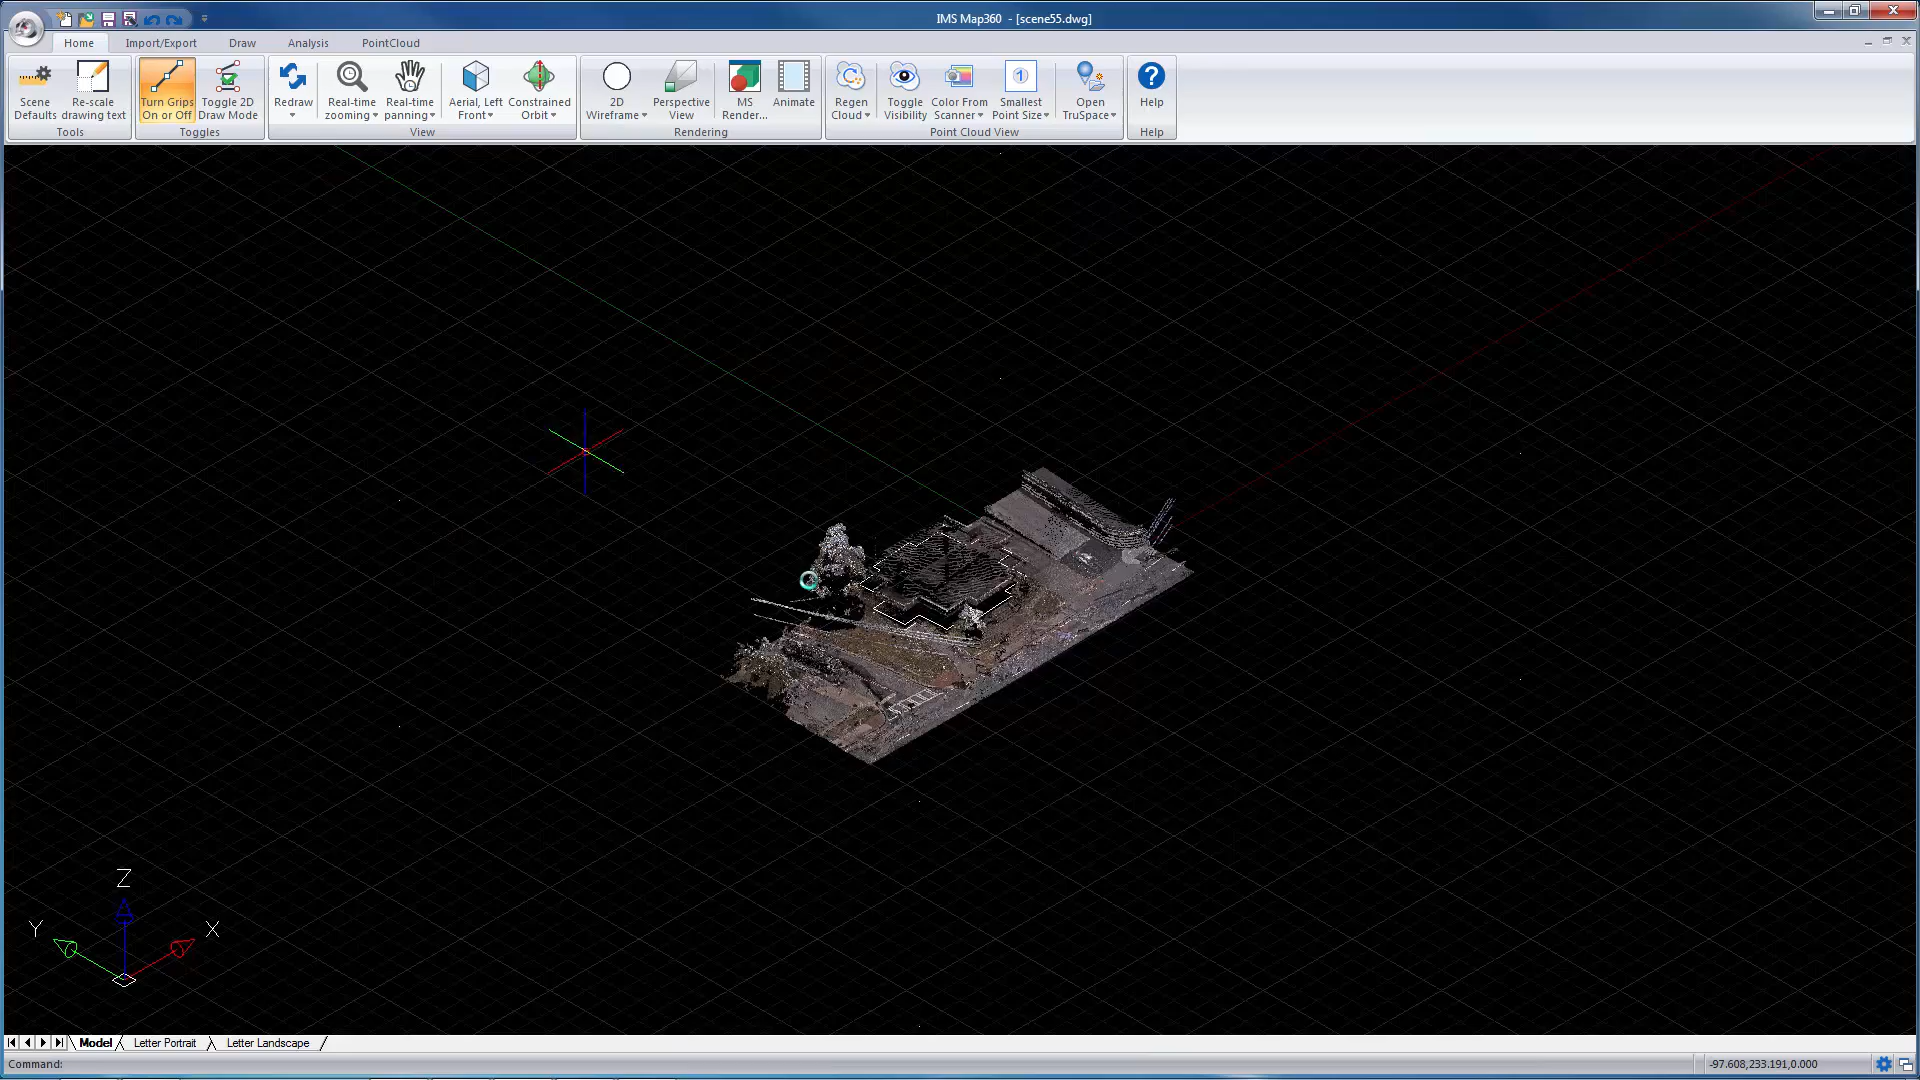 IMS Map360 - [scene55.dwg]
Home Import/Export Draw Analysis PointCloud
Scene Defaults
Re-scale drawing text
Turn Grips On or Off
Toggle 2D Draw Mode
Redraw
Real-time zooming
Real-time panning
Aerial, Left Front
Constrained Orbit
2D Wireframe
Perspective View
MS Render...
Animate
Regen Cloud
Toggle Visibility
Color From Scanner
1
Smallest Point Size
Open TruSpace
?
Help
Tools Toggles View Rendering Point Cloud View Help
Z
Y
X
Model Letter Portrait Letter Landscape
Command:
-97.608,233.191,0.000